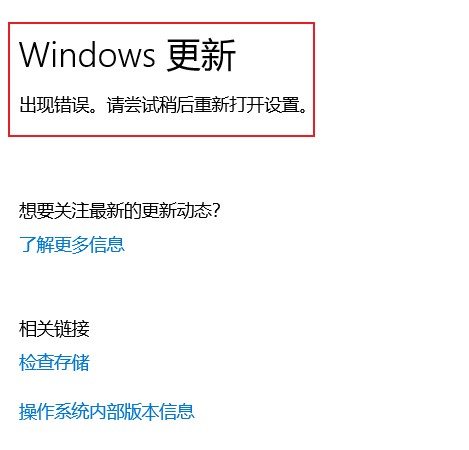 Windows 更新
出现错误。请尝试稍后重新打开设置。
想要关注最新的更新动态?
了解更多信息
相关链接
检查存储
操作系统内部版本信息